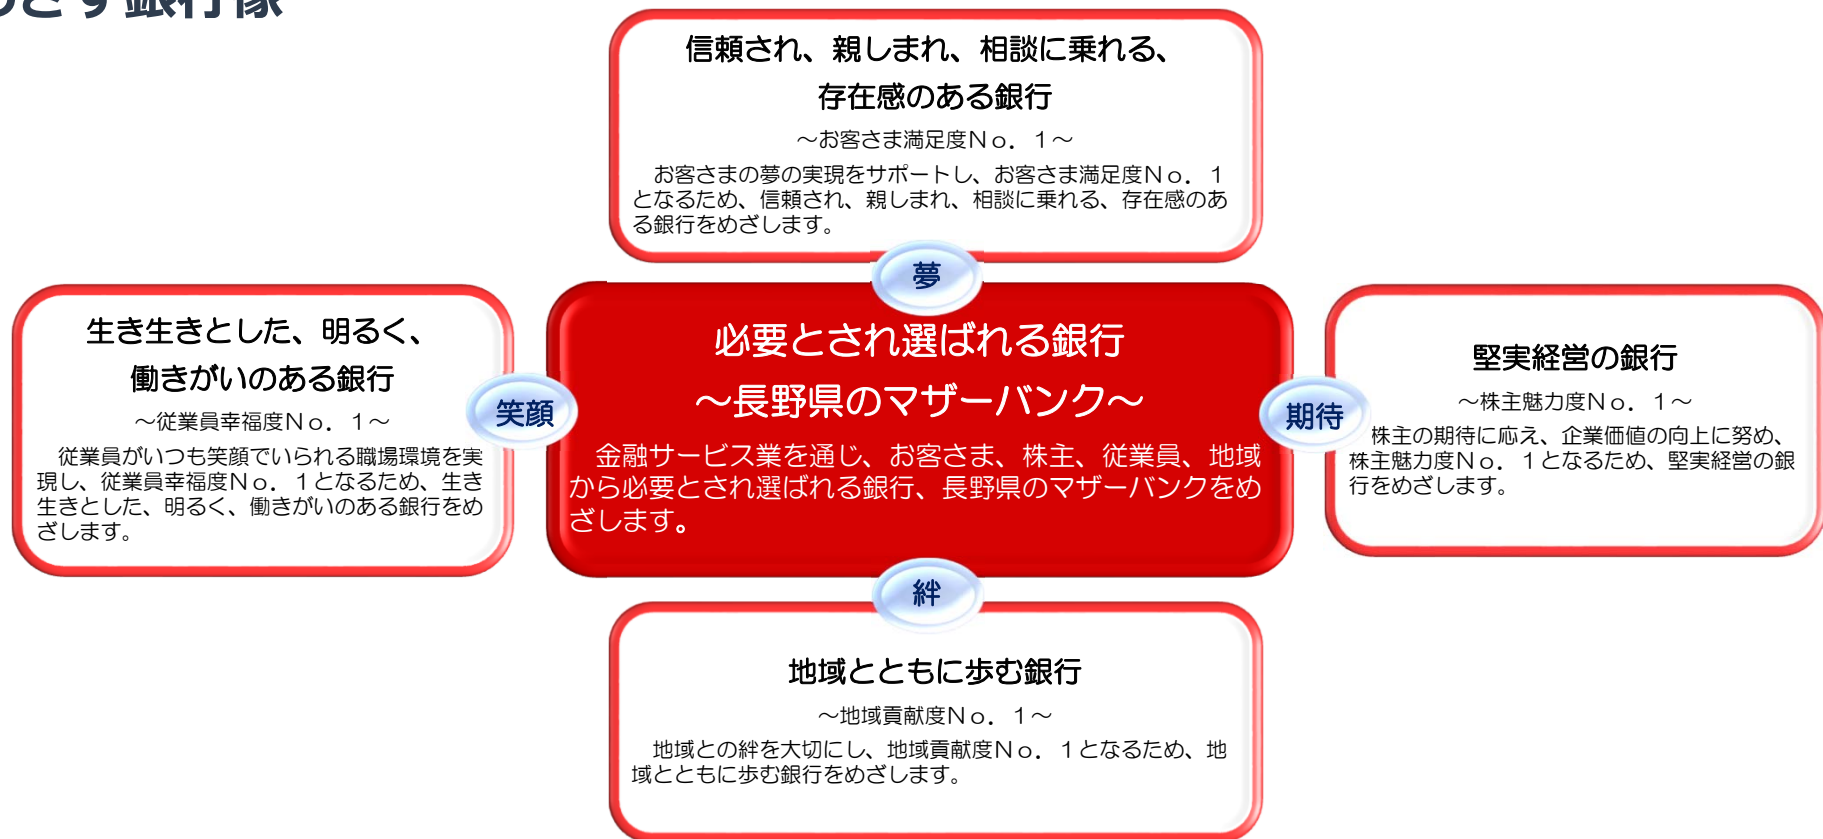 めざす銀行像
信頼され、親しまれ、相談に乗れる、
存在感のある銀行
～お客さま満足度Ｎｏ．１～
お客さまの夢の実現をサポートし、お客さま満足度Ｎｏ．１
となるため、信頼され、親しまれ、相談に乗れる、存在感のあ
る銀行をめざします。
夢
生き生きとした、明るく、
働きがいのある銀行
～従業員幸福度Ｎｏ．１～
従業員がいつも笑顔でいられる職場環境を実
現し、従業員幸福度Ｎｏ．１となるため、生き
生きとした、明るく、働きがいのある銀行をめ
ざします。
笑顔
必要とされ選ばれる銀行
～長野県のマザーバンク～
金融サービス業を通じ、お客さま、株主、従業員、地域
から必要とされ選ばれる銀行、長野県のマザーバンクをめ
ざします。
期待
堅実経営の銀行
～株主魅力度Ｎｏ．１～
株主の期待に応え、企業価値の向上に努め、
株主魅力度Ｎｏ．１となるため、堅実経営の銀
行をめざします。
絆
地域とともに歩む銀行
～地域貢献度Ｎｏ．１～
地域との絆を大切にし、地域貢献度Ｎｏ．１となるため、地
域とともに歩む銀行をめざします。